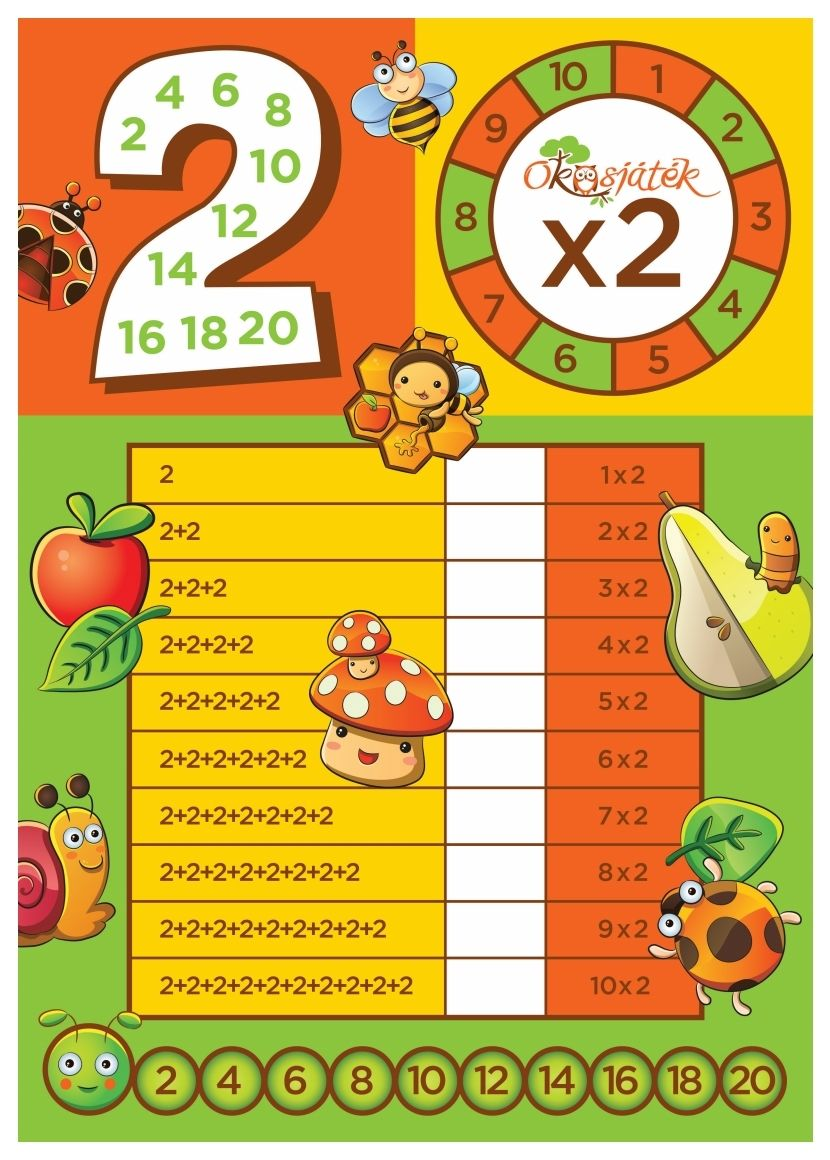 2
2 4 6 8
10
12
14
16 18 20
10 1
9 2
8 3
7 4
6 5
Okosjáték
x2
2 1x2
2+2 2x2
2+2+2 3x2
2+2+2+2 4x2
2+2+2+2+2 5x2
2+2+2+2+2+2 6x2
2+2+2+2+2+2+2 7x2
2+2+2+2+2+2+2+2 8x2
2+2+2+2+2+2+2+2+2 9x2
2+2+2+2+2+2+2+2+2+2 10x2
2 4 6 8 10 12 14 16 18 20